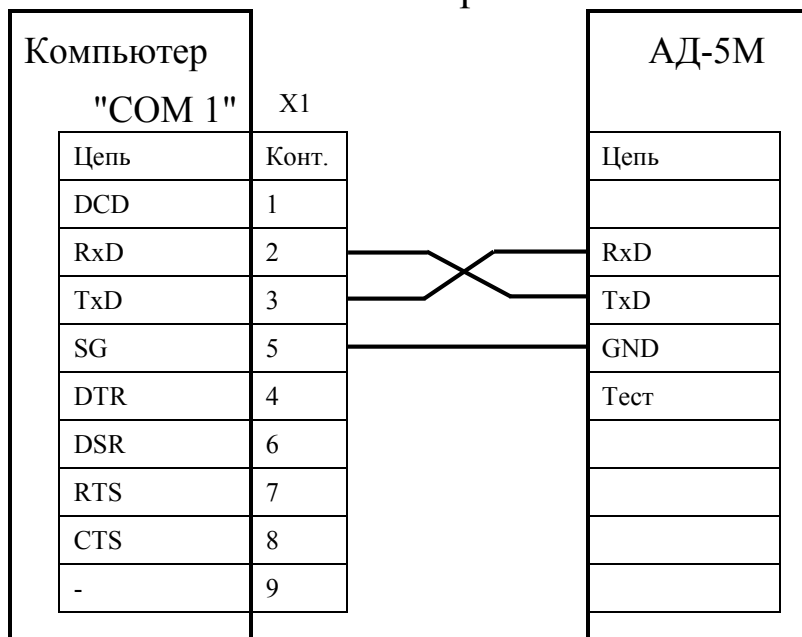 Компьютер АД-5М
"COM 1" X1
Цепь Конт. Цепь
DCD 1
RxD 2 RxD
TxD 3 TxD
SG 5 GND
DTR 4 Тест
DSR 6
RTS 7
CTS 8
- 9